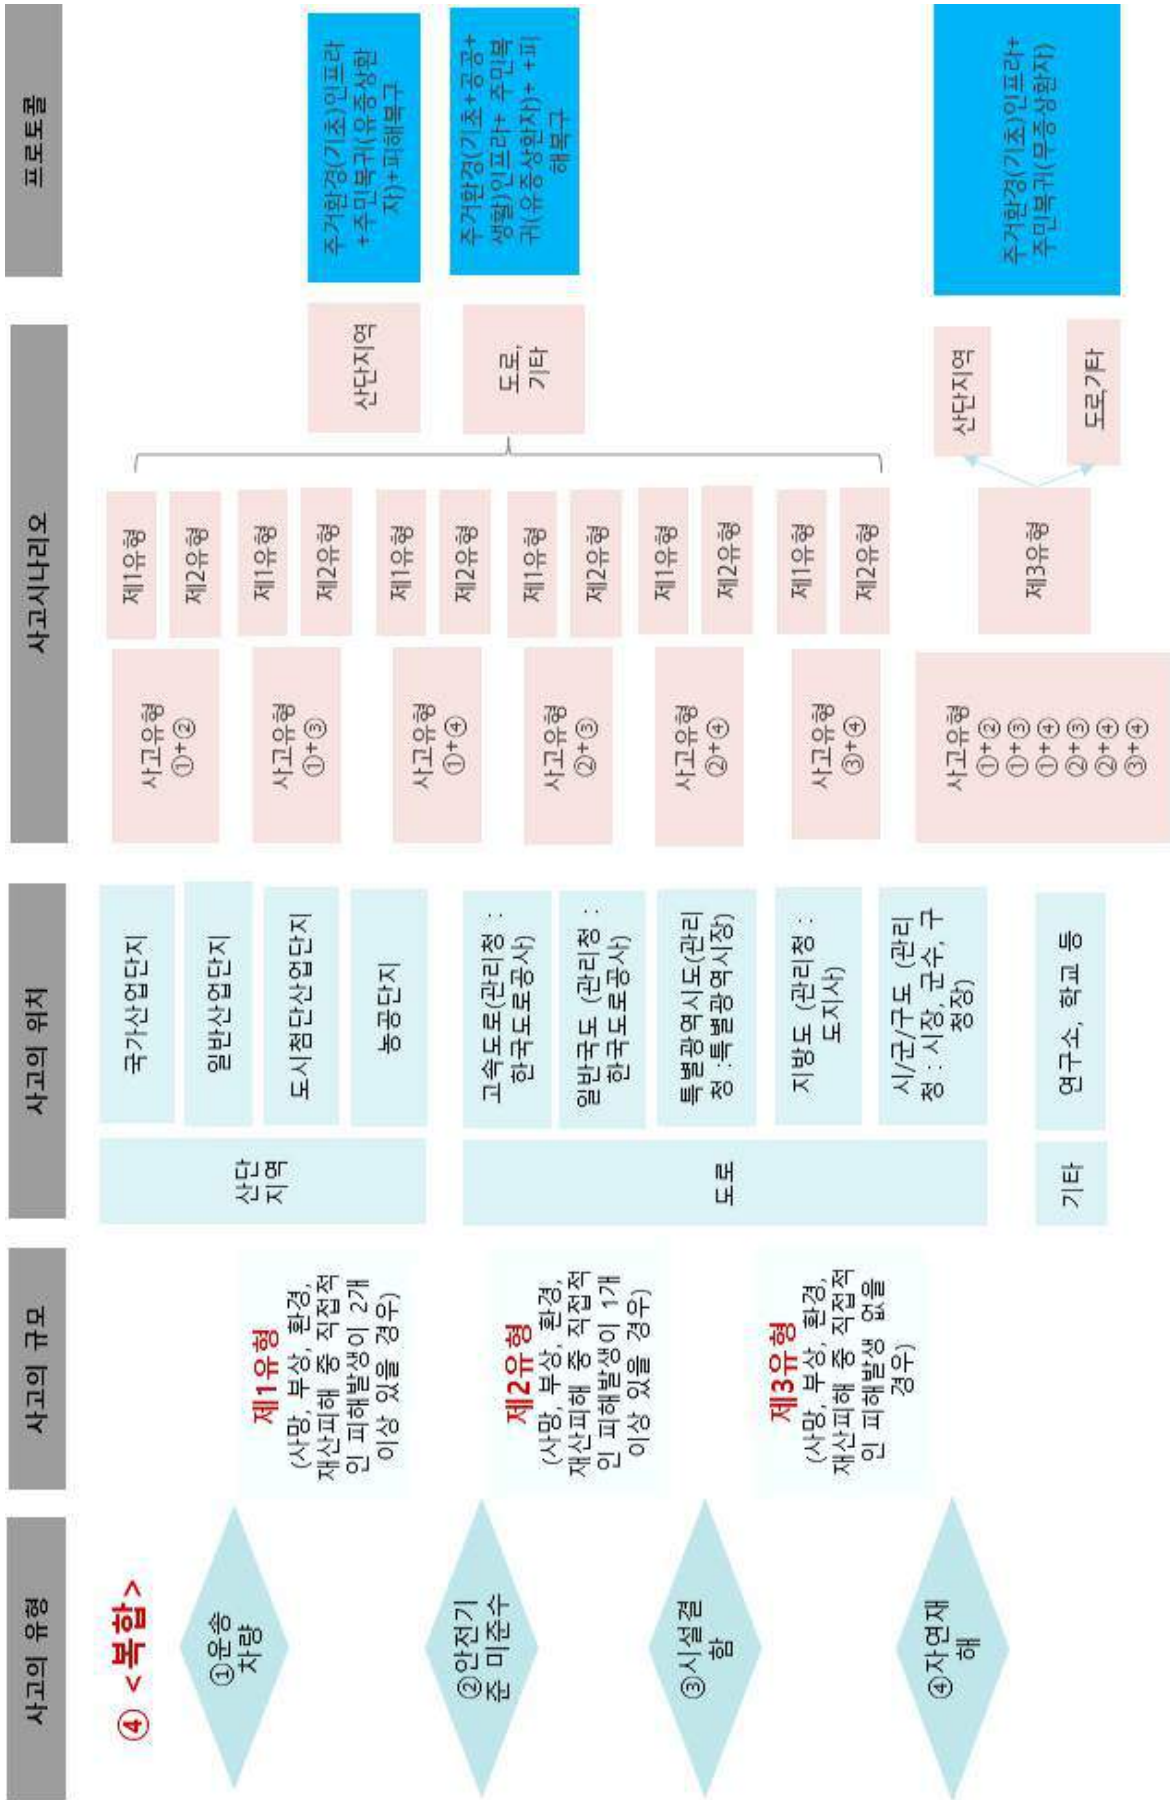 사고의 유형
사고의 규모
사고의 위치
사고시나리오
프로토콜
④ <복합>
①운송
차량
②안전기
준 미준수
③시설결
함
④자연재
해
제1유형
(사망, 부상, 환경,
재산피해 중 직접적
인 피해발생이 2개
이상 있을 경우)
제2유형
(사망, 부상, 환경,
재산피해 중 직접적
인 피해발생이 1개
이상 있을 경우)
제3유형
(사망, 부상, 환경,
재산피해 중 직접적
인 피해발생 없을
경우)
산단
지역
국가산업단지
일반산업단지
도시첨단산업단지
농공단지
도로
고속도로(관리청 :
한국도로공사)
일반국도 (관리청 :
한국도로공사)
특별광역시도(관리
청 :특별광역시장)
지방도 (관리청 :
도지사)
시/군/구도 (관리
청 : 시장, 군수, 구
청장)
기타
연구소, 학교 등
사고유형
①+②
제1유형
제2유형
사고유형
①+③
제1유형
제2유형
사고유형
①+④
제1유형
제2유형
사고유형
②+③
제1유형
제2유형
사고유형
②+④
제1유형
제2유형
사고유형
③+④
제1유형
제2유형
산단지역
도로,
기타
사고유형
①+②
①+③
①+④
②+③
②+④
③+④
제3유형
산단지역
도로,기타
주거환경(기초)인프라
+주민복귀(유증상환
자)+피해복구
주거환경(기초+공공+
생활)인프라+ 주민복
귀(유증상환자)+ +피
해복구
주거환경(기초)인프라+
주민복귀(무증상환자)